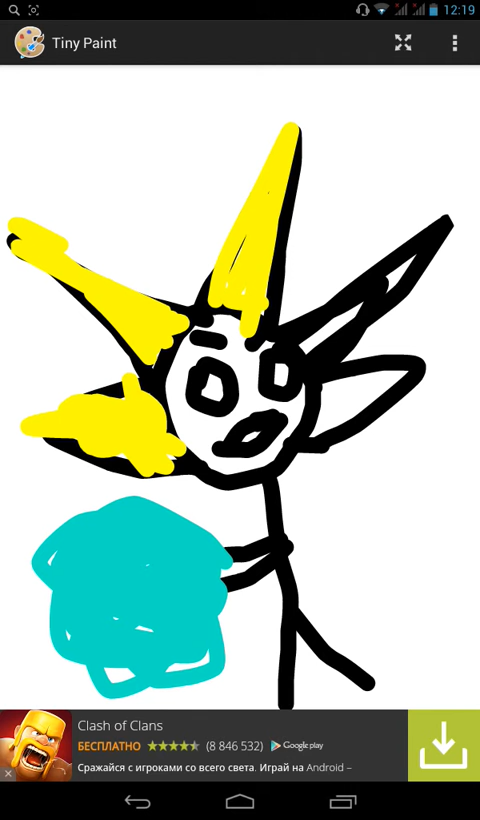 12:19
Tiny Paint
Clash of Clans
БЕСПЛАТНО (8 846 532) Google play
Сражайся с игроками со всего света. Играй на Android –